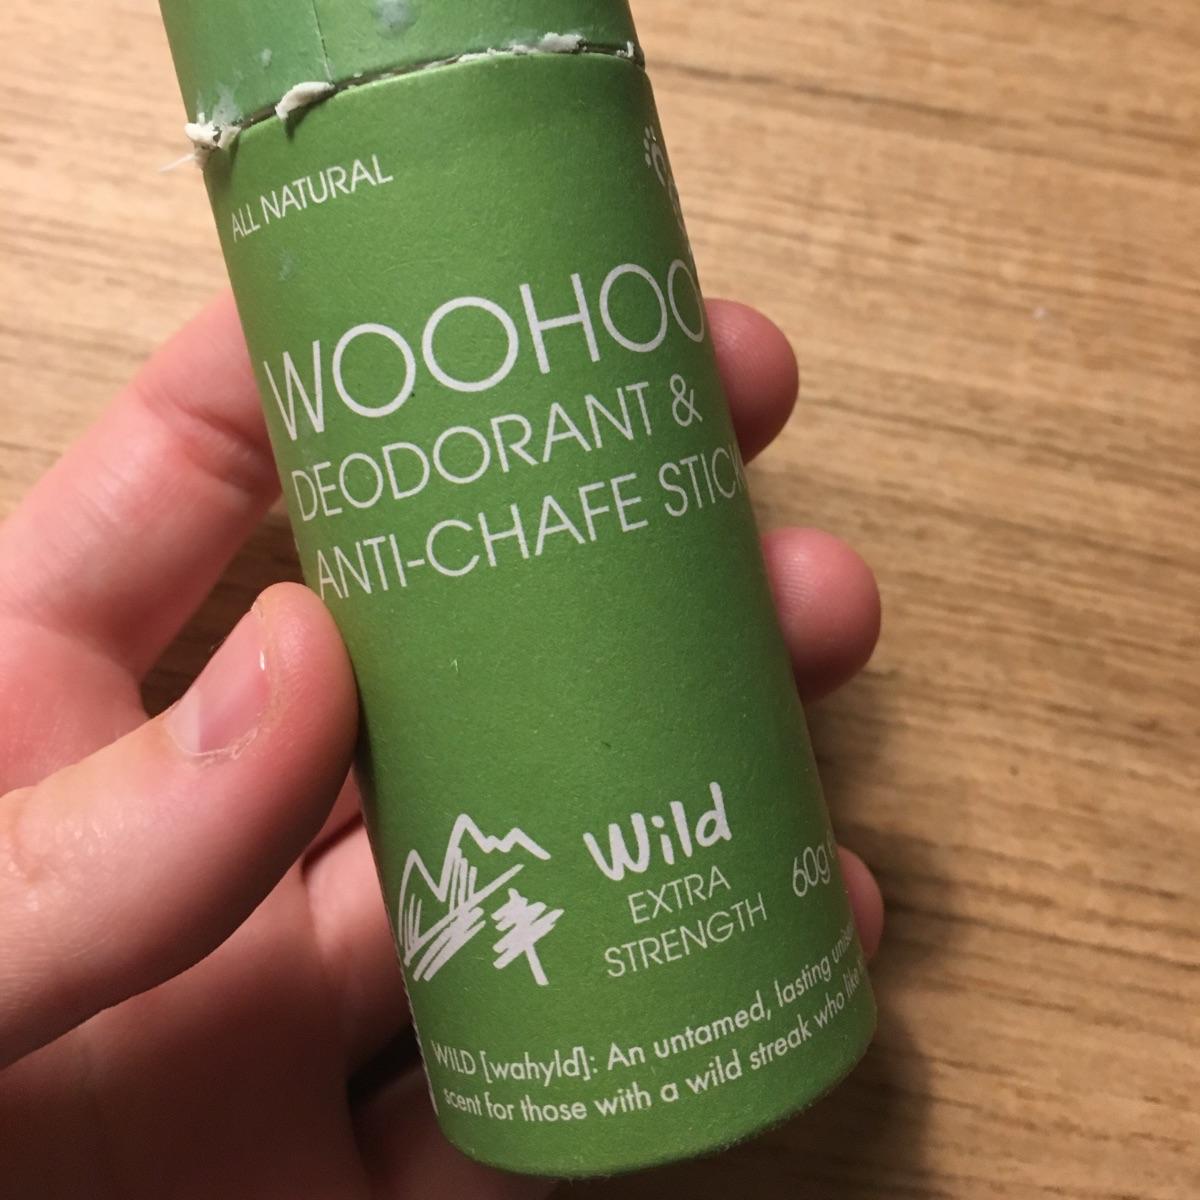 ALL NATURAL
WOOHOO
DEODORANT &
ANTI-CHAFE STICK
Wild
EXTRA
STRENGTH
60g
WILD [wahyld]: An untamed, lasting
scent for those with a wild streak who like